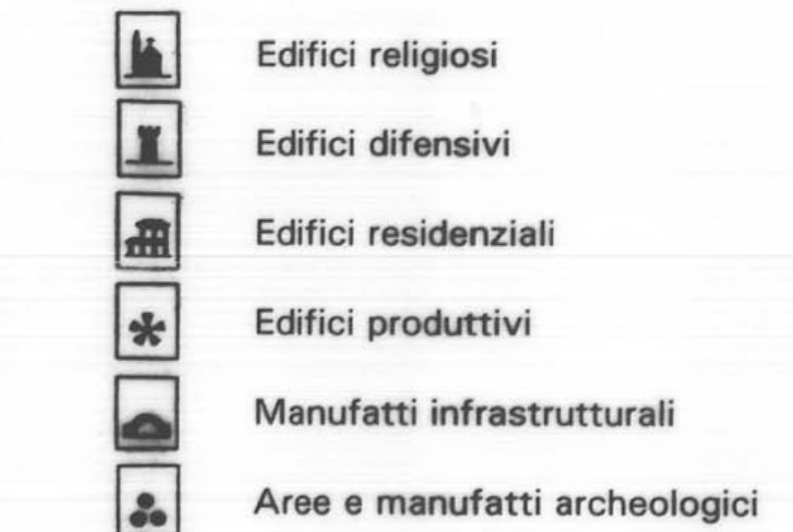 Edifici religiosi
Edifici difensivi
Edifici residenziali
Edifici produttivi
Manufatti infrastrutturali
Aree e manufatti archeologici